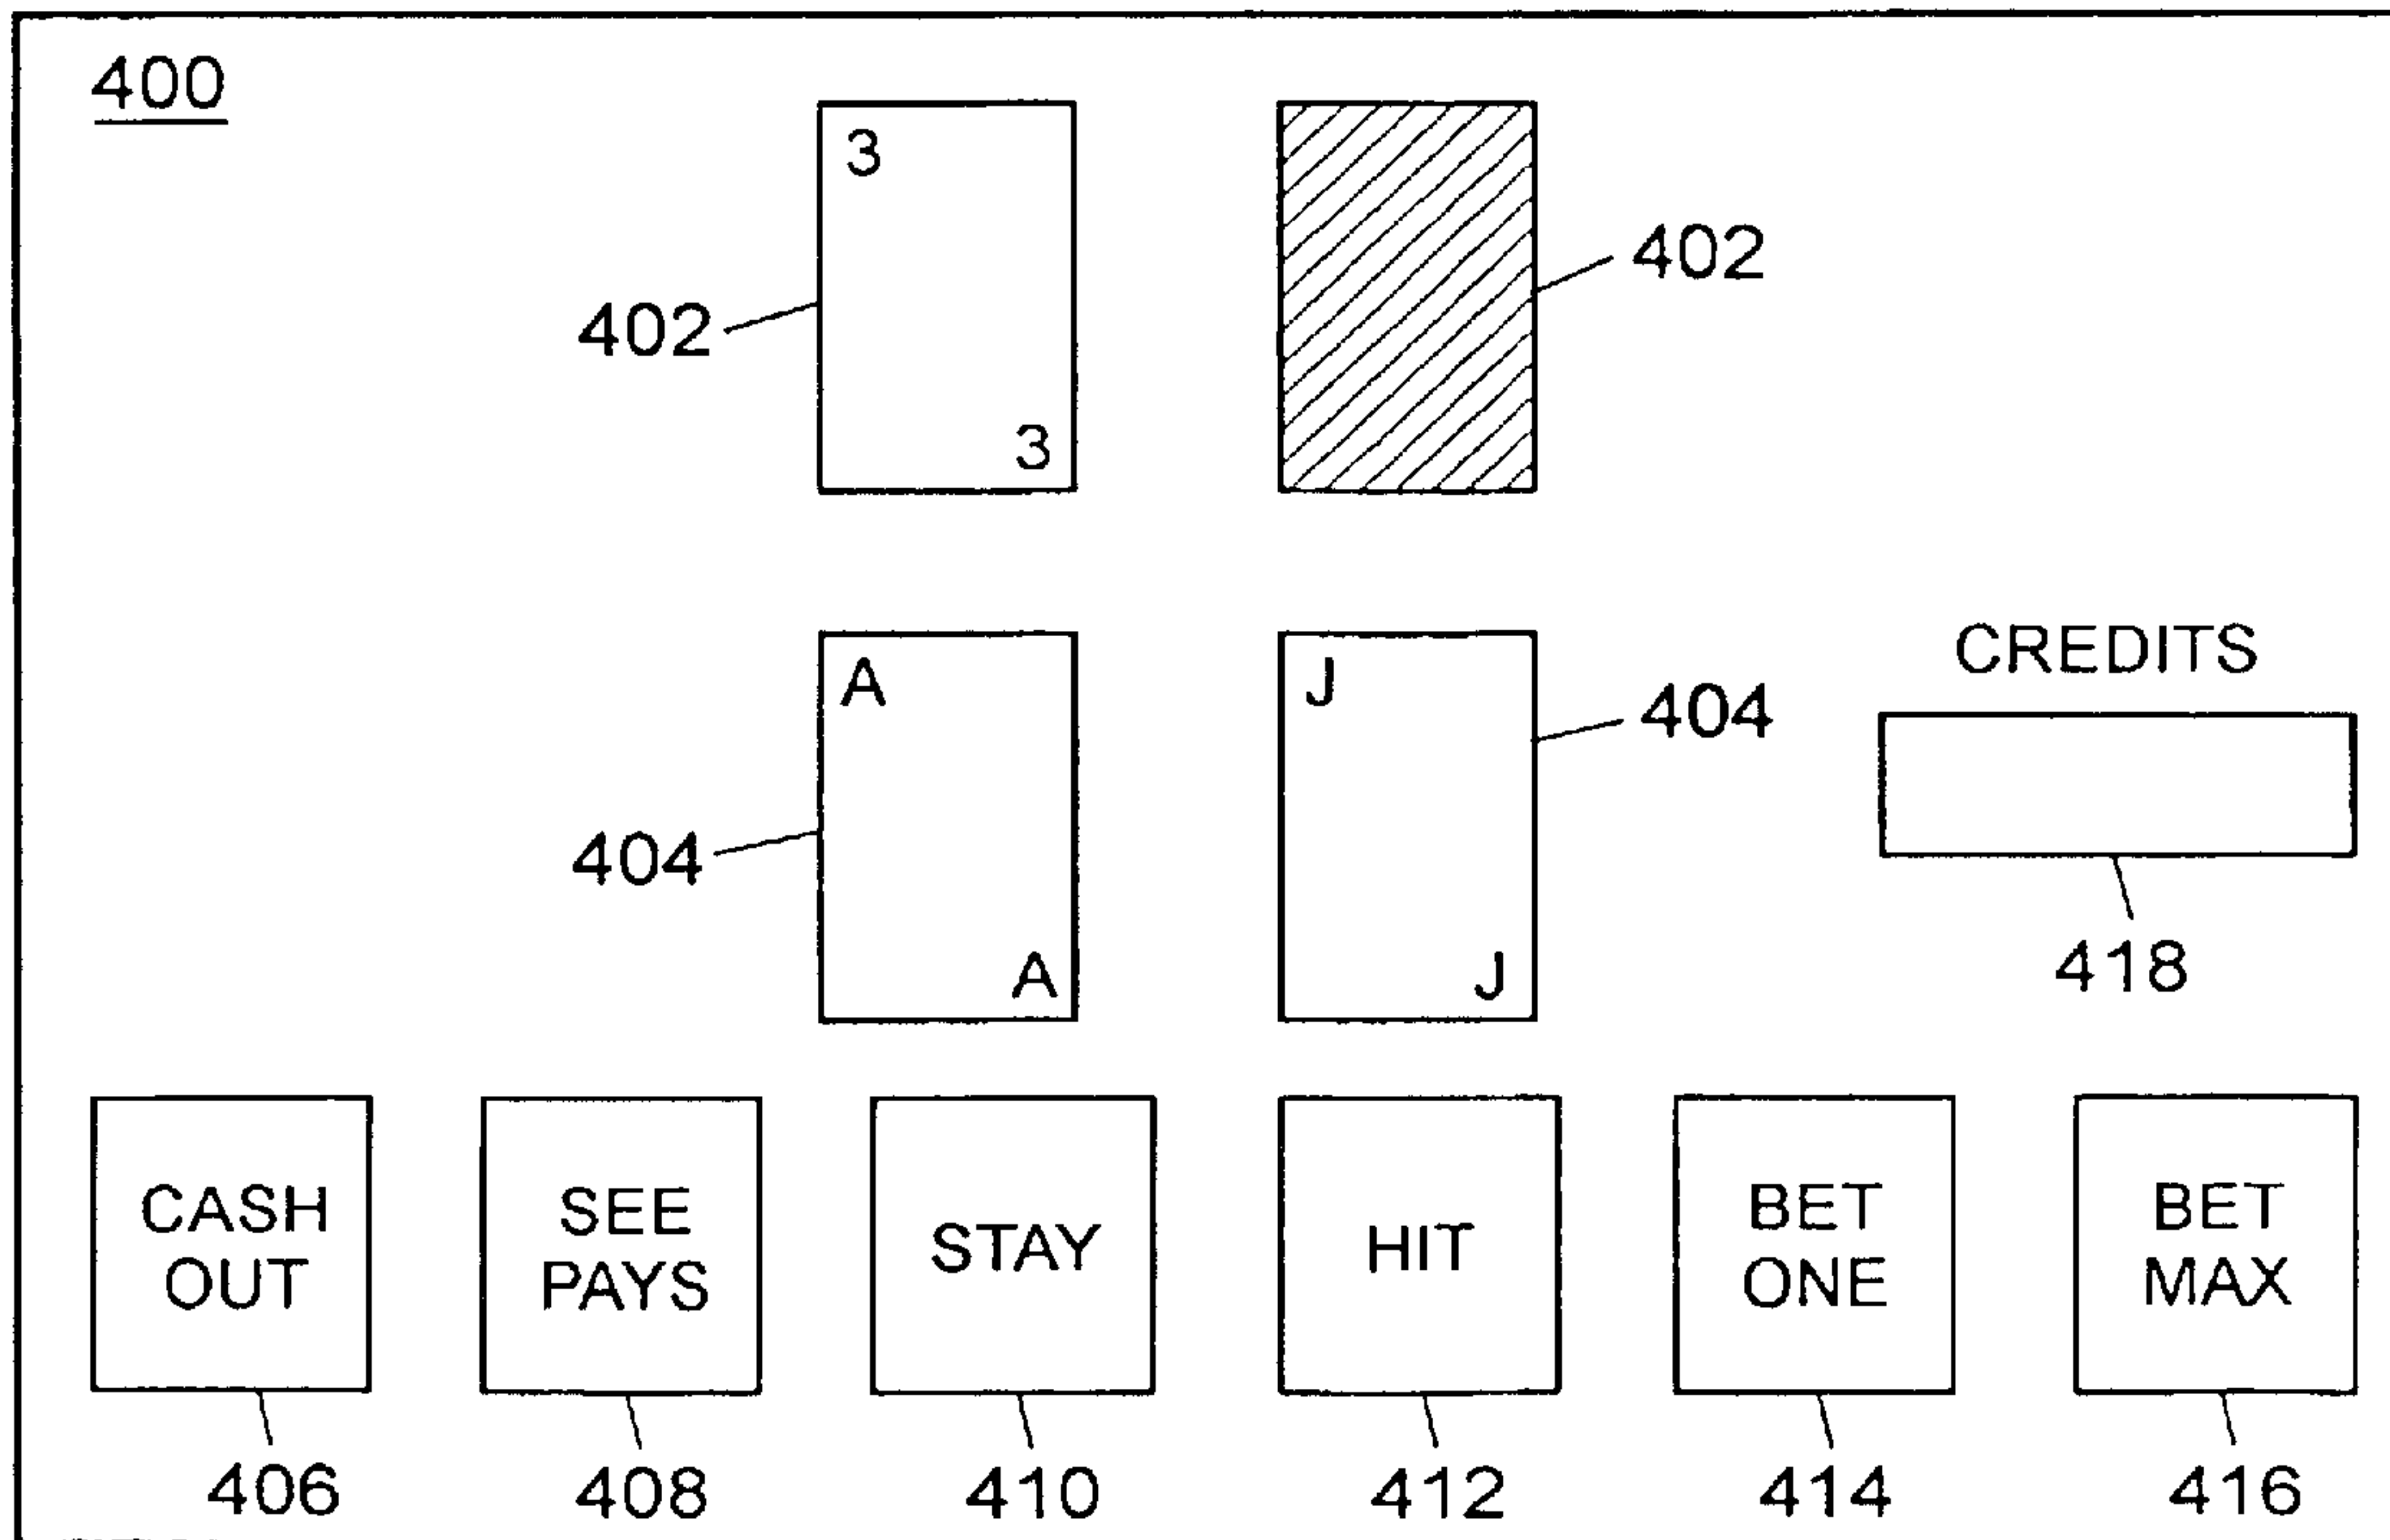 400
3
402
402
3
CREDITS
A
J
404
404
A
J
418
CASH
OUT
SEE
PAYS
STAY
HIT
BET
ONE
BET
MAX
406
408
410
412
414
416